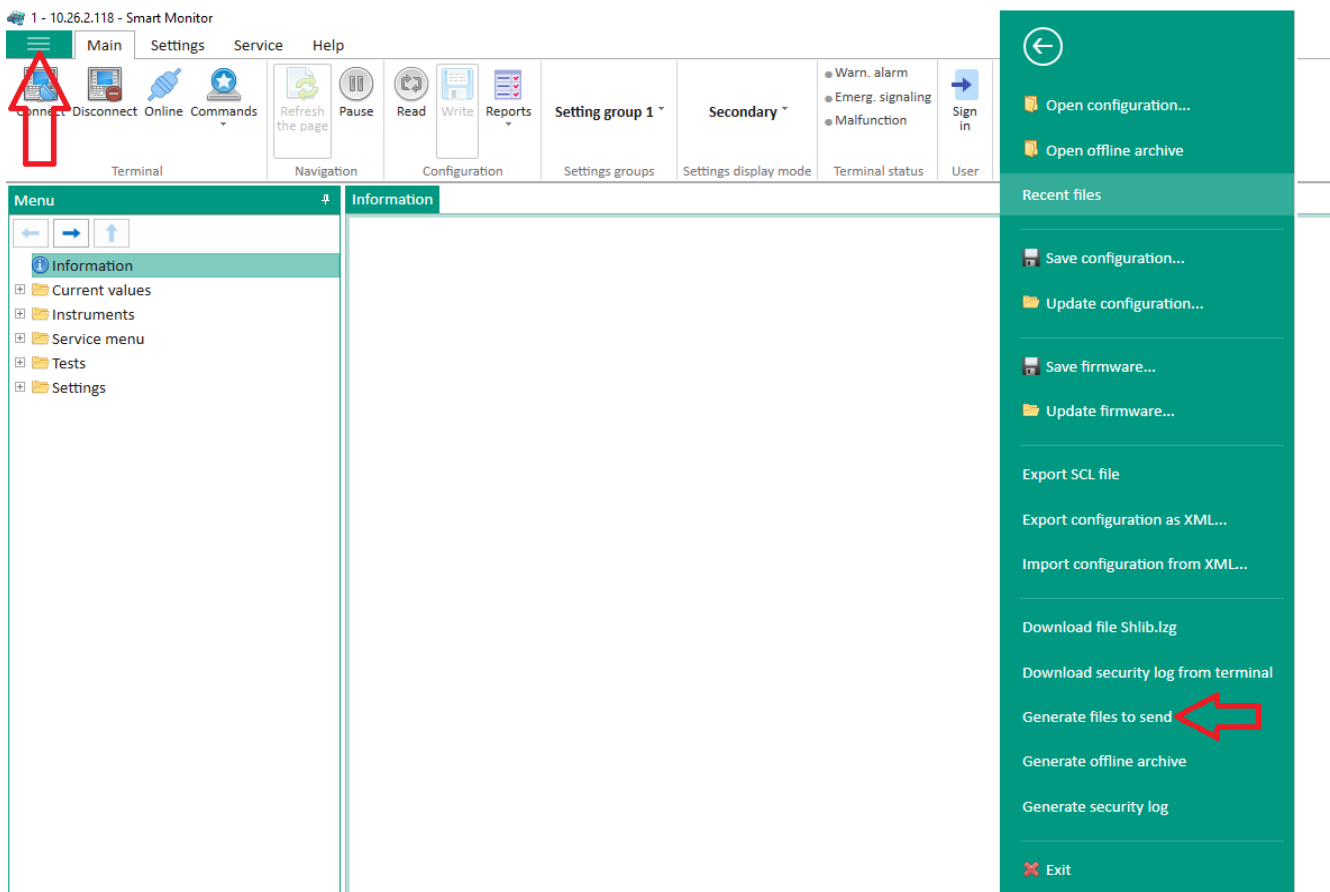 1 - 10.26.2.118 - Smart Monitor
Main Settings Service Help
Connect Disconnect Online Commands
Refresh the page
Pause
Read Write Reports
Setting group 1
Secondary
Warn. alarm
Emerg. signaling
Malfunction
Sign in
Terminal Navigation Configuration Settings groups Settings display mode Terminal status User
Menu
Information
Current values
Instruments
Service menu
Tests
Settings
Information
Open configuration...
Open offline archive
Recent files
Save configuration...
Update configuration...
Save firmware...
Update firmware...
Export SCL file
Export configuration as XML...
Import configuration from XML...
Download file Shlib.lzg
Download security log from terminal
Generate files to send
Generate offline archive
Generate security log
Exit